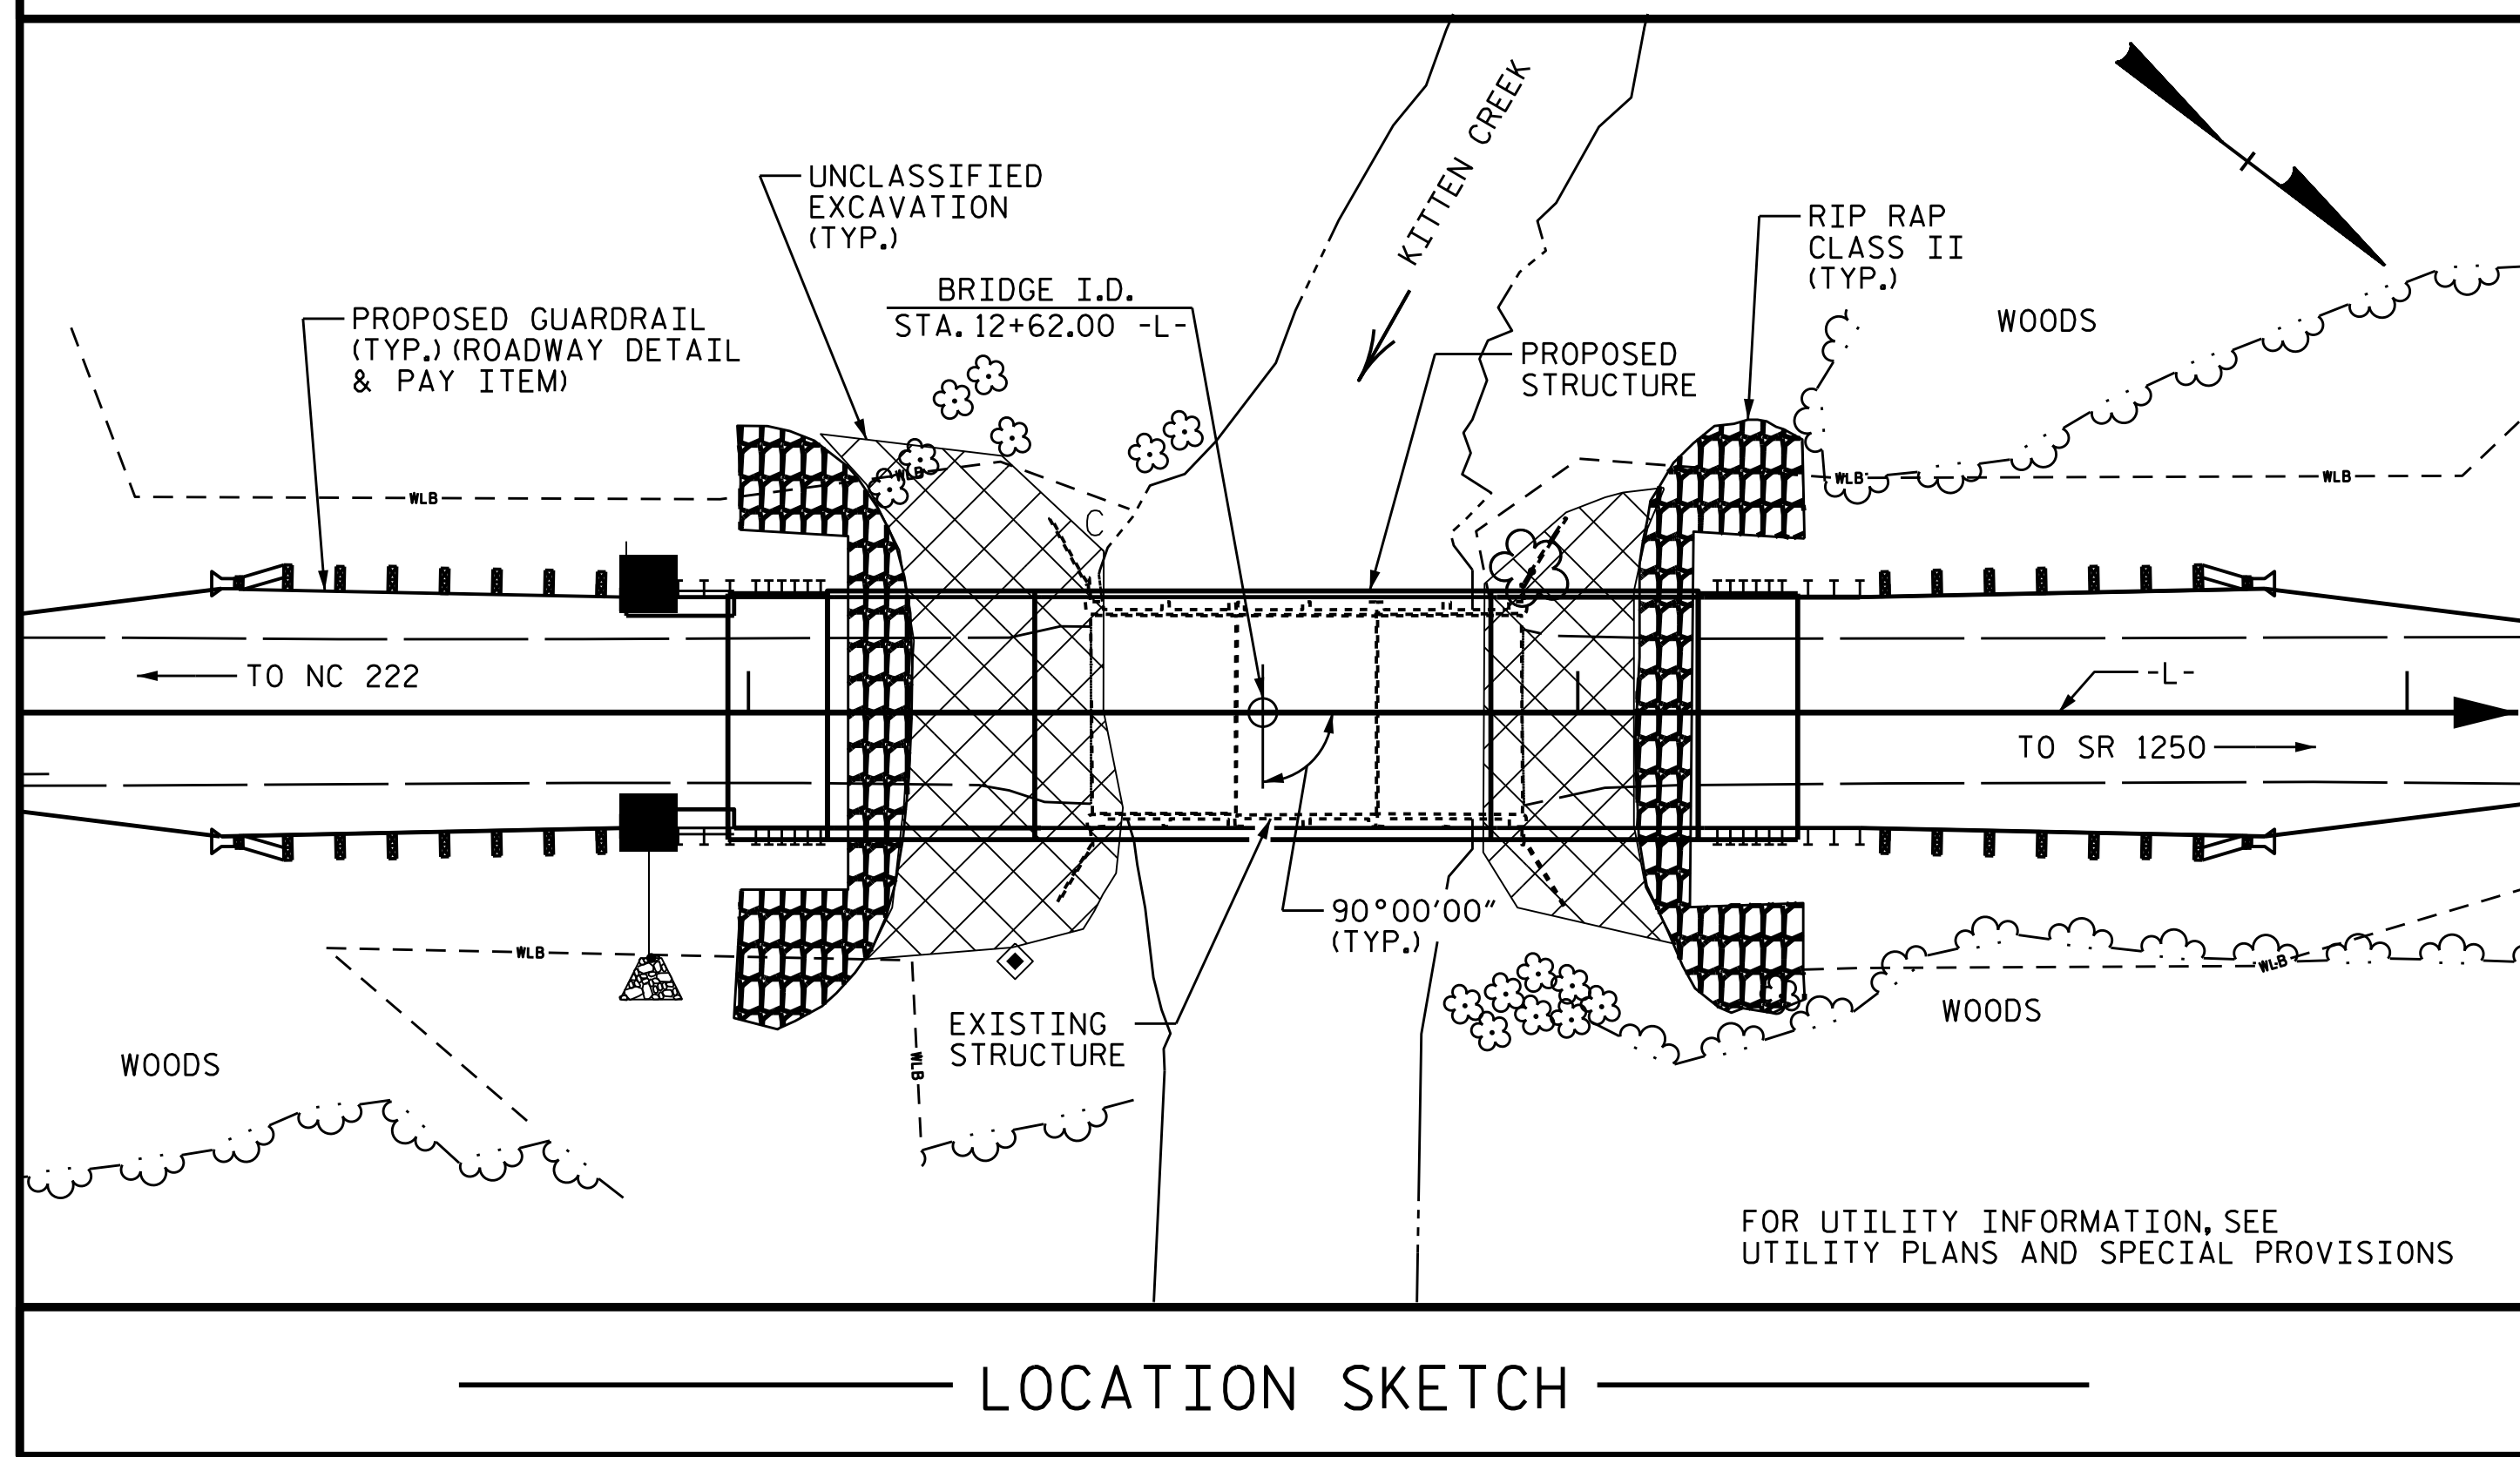 KITTEN CREEK
UNCLASSIFIED
EXCAVATION
(TYP.)
RIP RAP
CLASS II
(TYP.)
BRIDGE I.D.
STA. 12+62.00 -L-
PROPOSED GUARDRAIL
(TYP.) (ROADWAY DETAIL
& PAY ITEM)
WOODS
PROPOSED
STRUCTURE
WLB
WLB
WLB
WLB
C
TO NC 222
-L-
TO SR 1250
90°00'00"
(TYP.)
WLB
WLB
EXISTING
STRUCTURE
WLB
WOODS
WOODS
FOR UTILITY INFORMATION, SEE
UTILITY PLANS AND SPECIAL PROVISIONS
LOCATION SKETCH